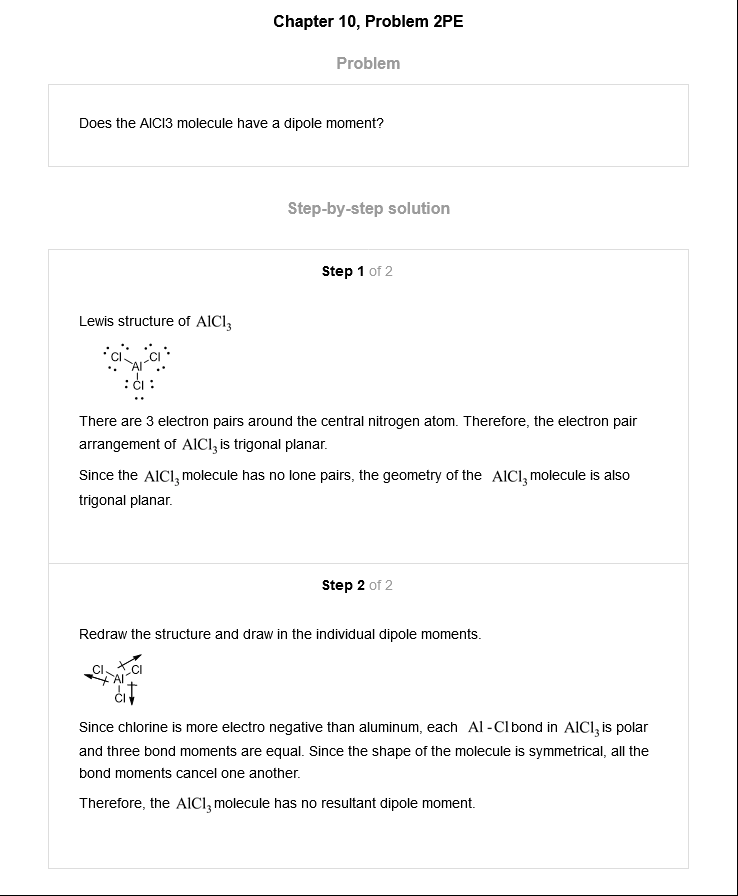 Chapter 10, Problem 2PE
Problem
Does the AlCl3 molecule have a dipole moment?
Step-by-step solution
Step 1 of 2
Lewis structure of AlCl₃
Cl Cl
Al
Cl
There are 3 electron pairs around the central nitrogen atom. Therefore, the electron pair
arrangement of AlCl₃ is trigonal planar.
Since the AlCl₃ molecule has no lone pairs, the geometry of the AlCl₃ molecule is also
trigonal planar.
Step 2 of 2
Redraw the structure and draw in the individual dipole moments.
Cl Cl
Al
Cl
Since chlorine is more electro negative than aluminum, each Al-Cl bond in AlCl₃ is polar
and three bond moments are equal. Since the shape of the molecule is symmetrical, all the
bond moments cancel one another.
Therefore, the AlCl₃ molecule has no resultant dipole moment.